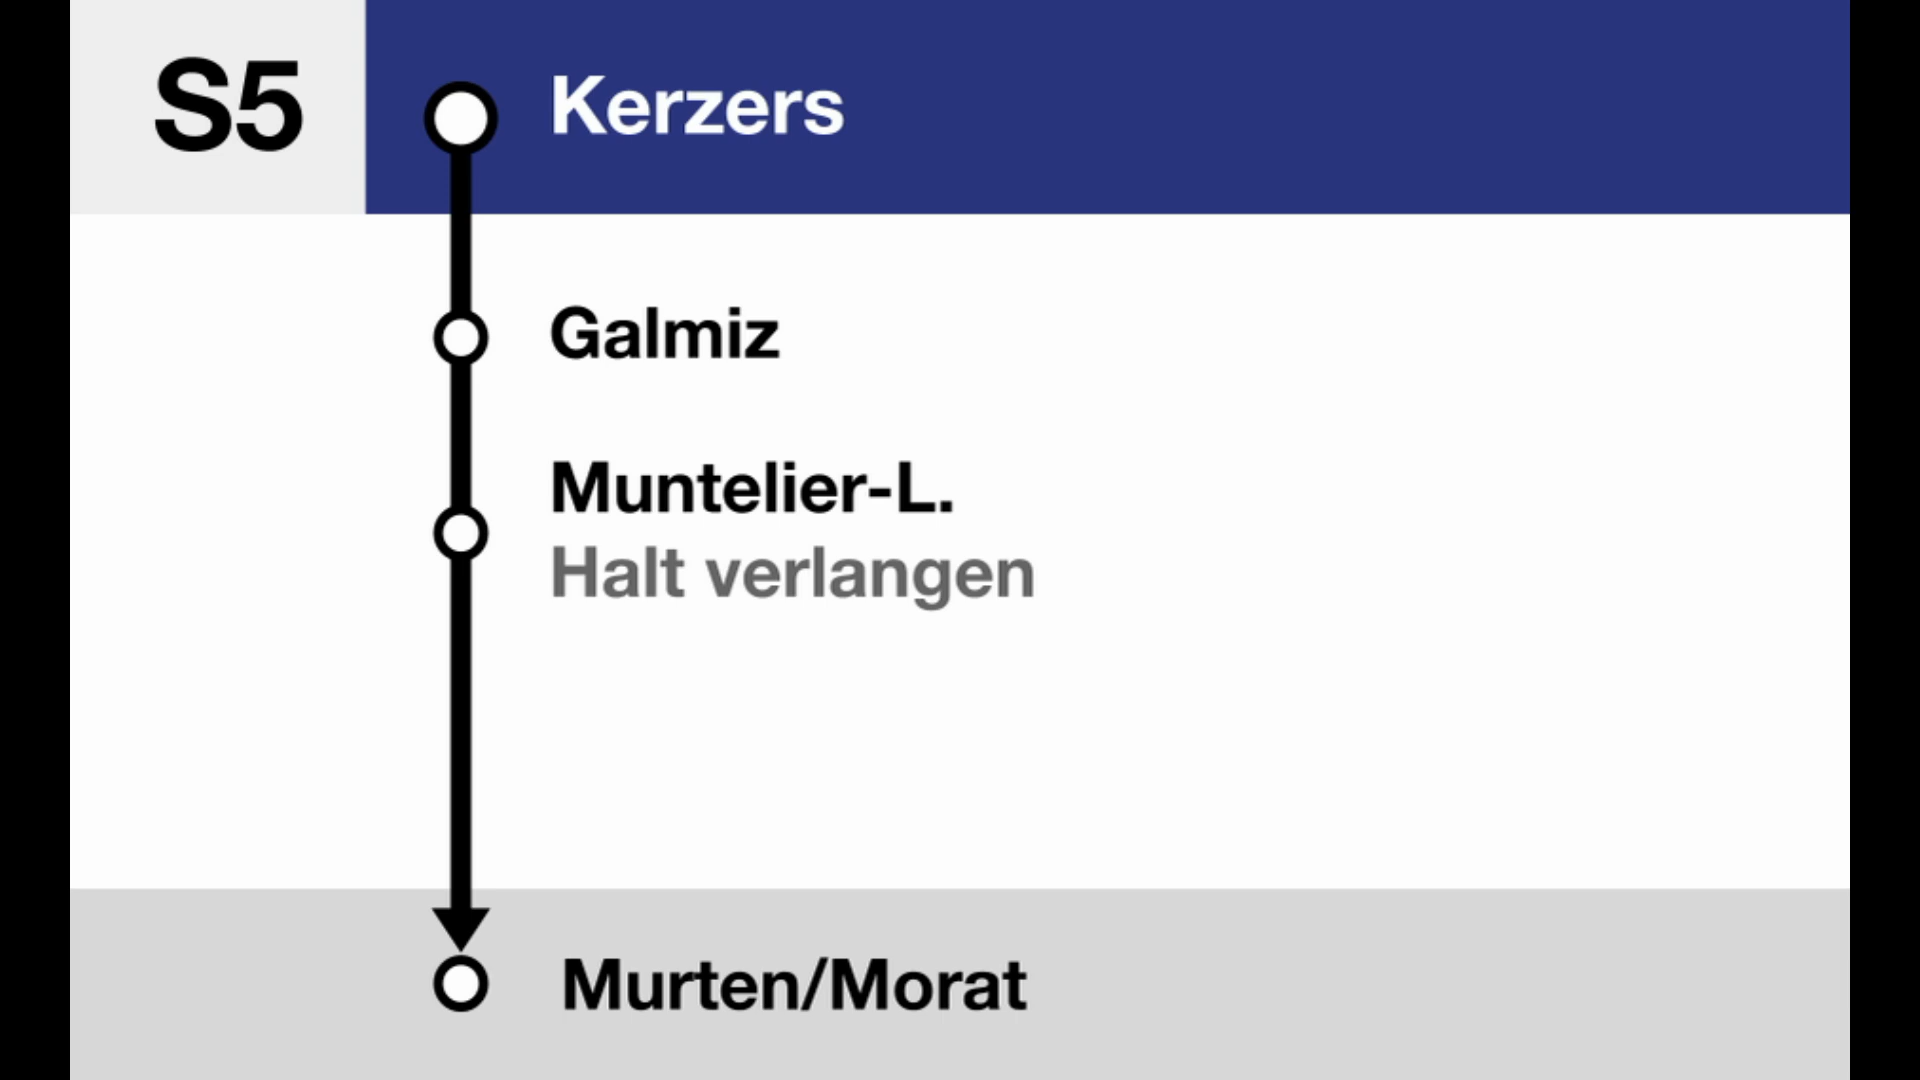 S5
Kerzers
Galmiz
Muntelier-L.
Halt verlangen
Murten/Morat